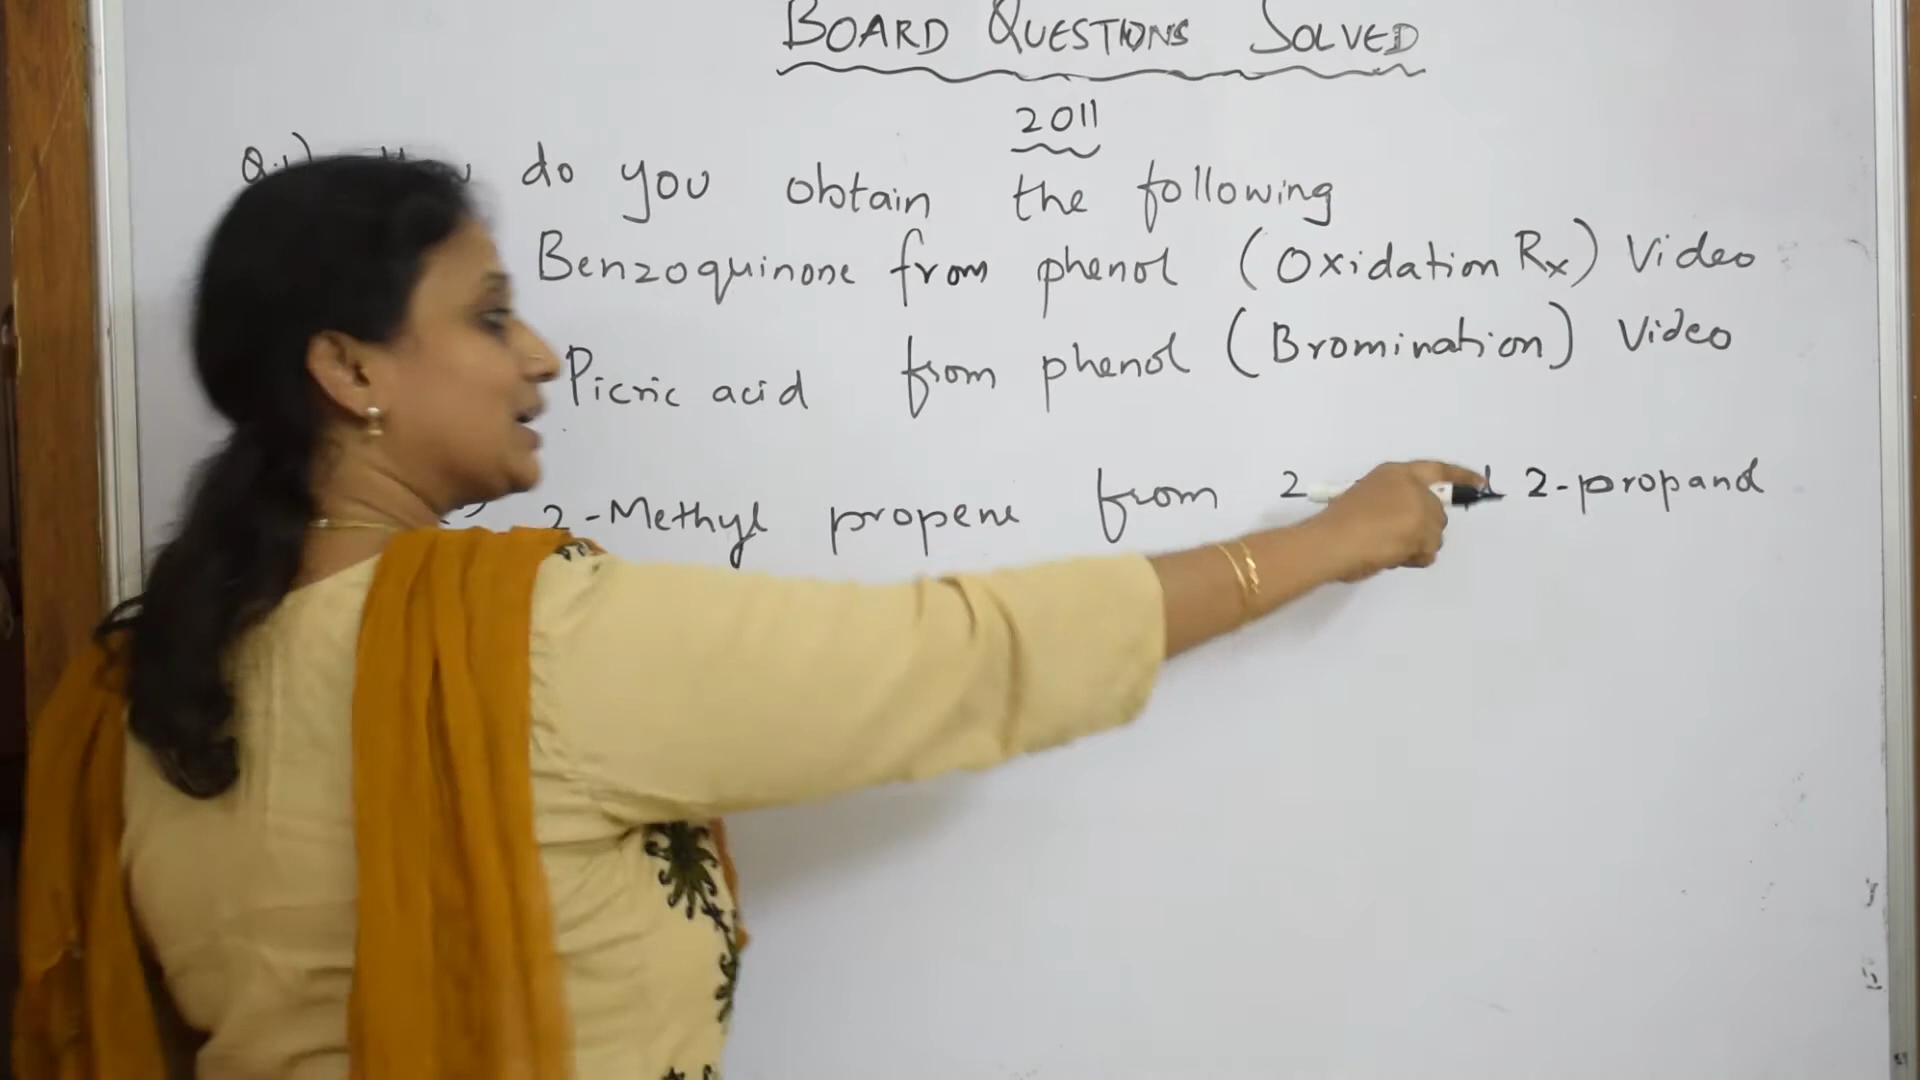 BOARD QUESTIONS SOLVED
2011
do you obtain the following
Benzoquinone from phenol (Oxidation Rx) Video
Picric acid from phenol (Bromination) Video
2-Methyl propene from 2 2-propanol